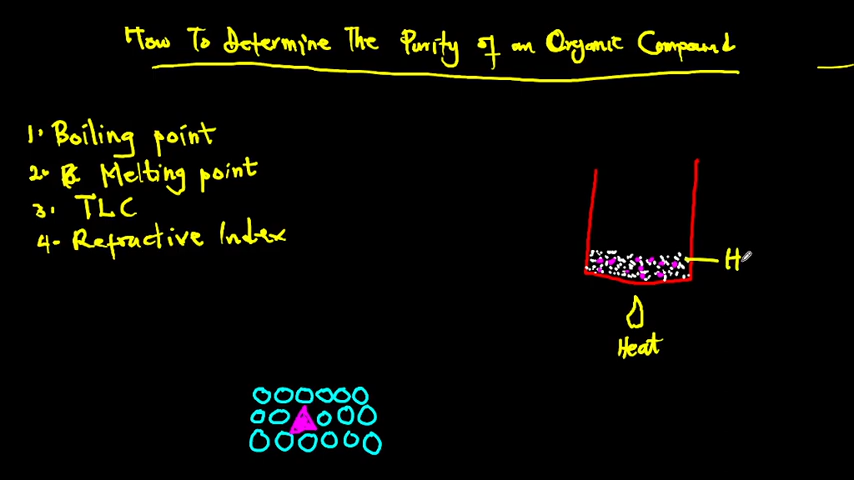 How To Determine The Purity of an Organic Compound
1. Boiling point
2. Melting point
3. TLC
4. Refractive Index
H
Heat